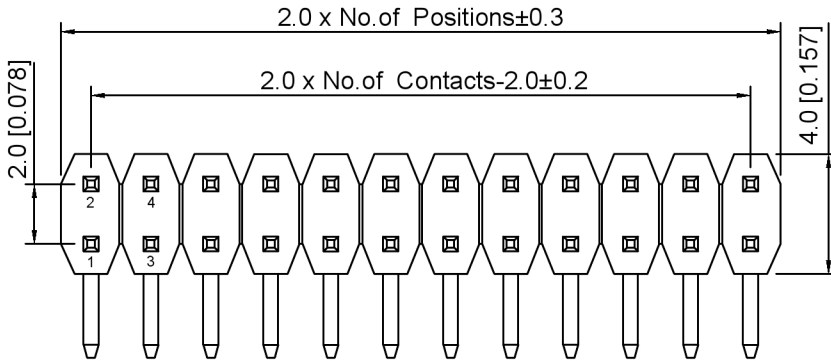 2.0 x No.of Positions±0.3
2.0 x No.of Contacts-2.0±0.2
2.0 [0.078]
4.0 [0.157]
2 4
1 3